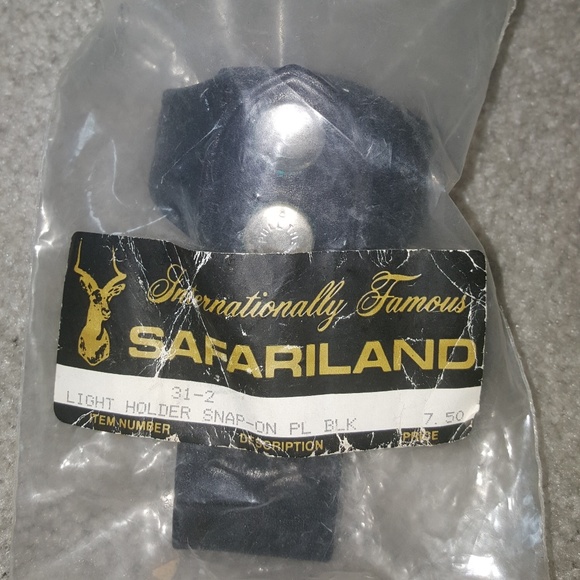 Internationally Famous
SAFARILAND
31-2
LIGHT HOLDER SNAP-ON PL BLK 7.50
ITEM NUMBER DESCRIPTION PRICE